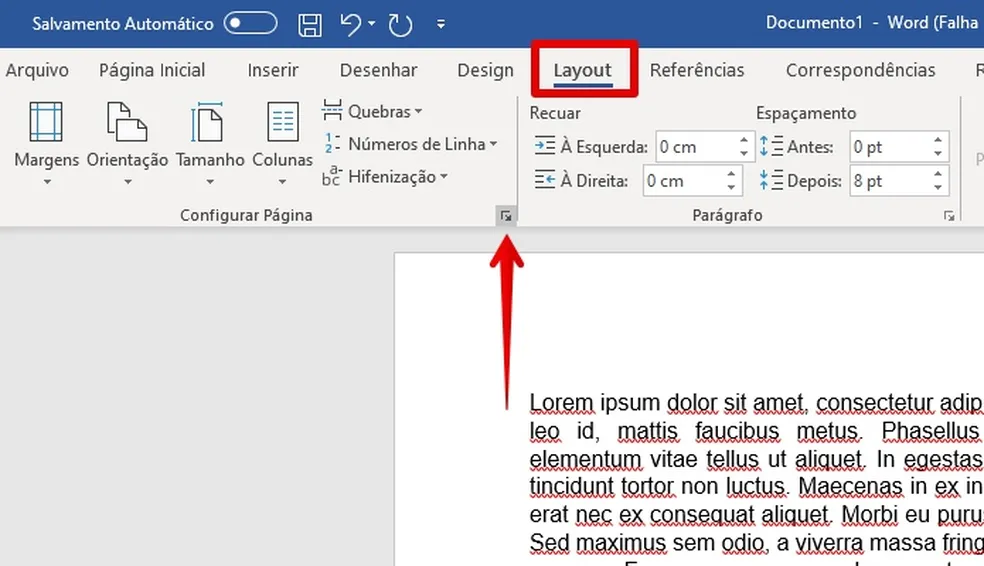 Salvamento Automático Documento1 - Word (Falha
Arquivo Página Inicial Inserir Desenhar Design Layout Referências Correspondências R
Margens Orientação Tamanho Colunas
Quebras
Números de Linha
Hifenização
Configurar Página
Recuar Espaçamento
À Esquerda: 0 cm Antes: 0 pt
À Direita: 0 cm Depois: 8 pt
Parágrafo
Lorem ipsum dolor sit amet, consectetur adip
leo id, mattis faucibus metus. Phasellus
elementum vitae tellus ut aliquet. In egestas
tincidunt tortor non luctus. Maecenas in ex in
erat nec ex consequat aliquet. Morbi eu puru
Sed maximus sem odio, a viverra massa fring